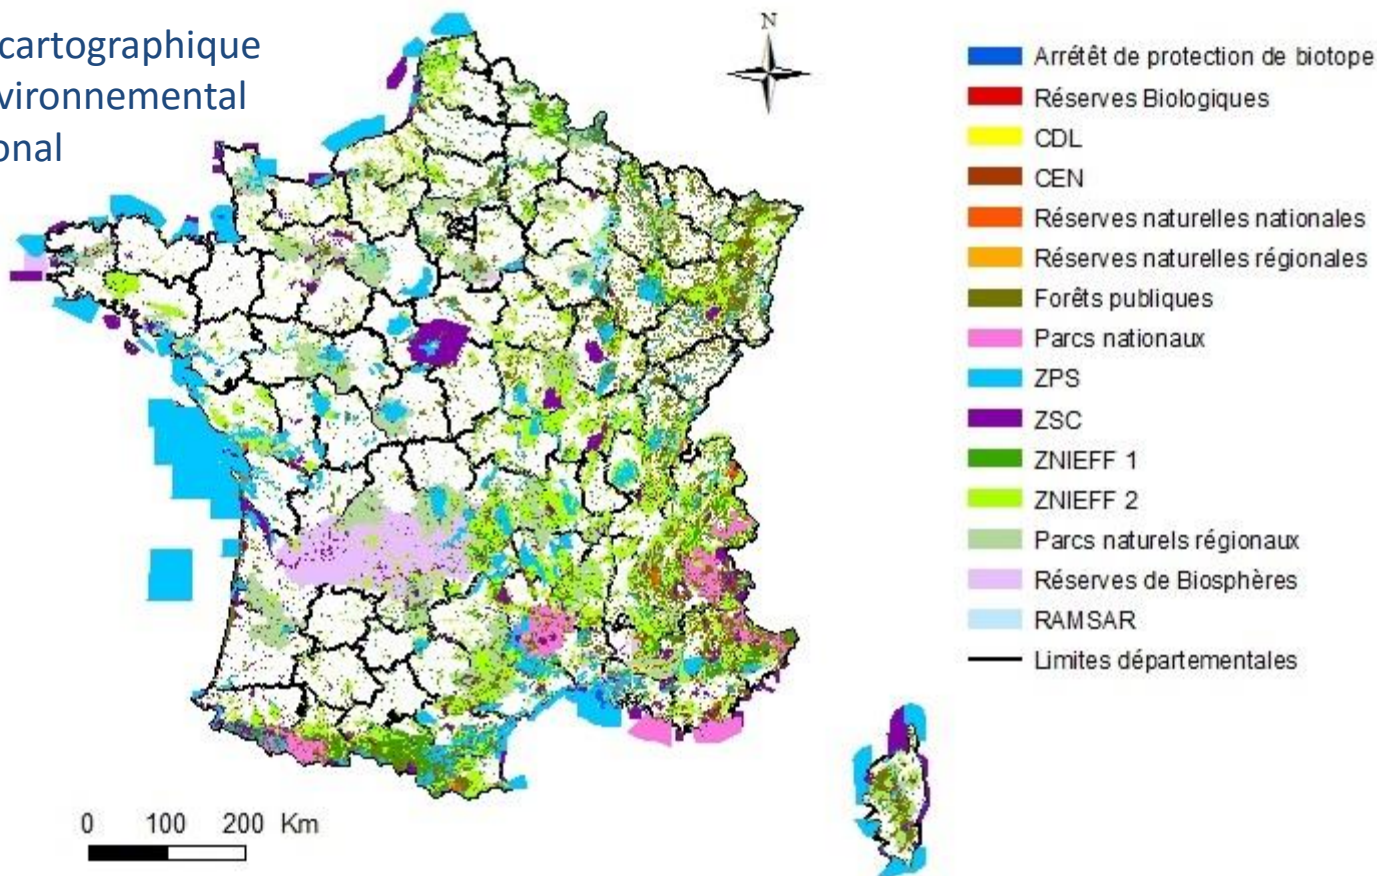 cartographique
vironnemental
onal
N
Arrétêt de protection de biotope
Réserves Biologiques
CDL
CEN
Réserves naturelles nationales
Réserves naturelles régionales
Forêts publiques
Parcs nationaux
ZPS
ZSC
ZNIEFF 1
ZNIEFF 2
Parcs naturels régionaux
Réserves de Biosphères
RAMSAR
Limites départementales
0 100 200 Km